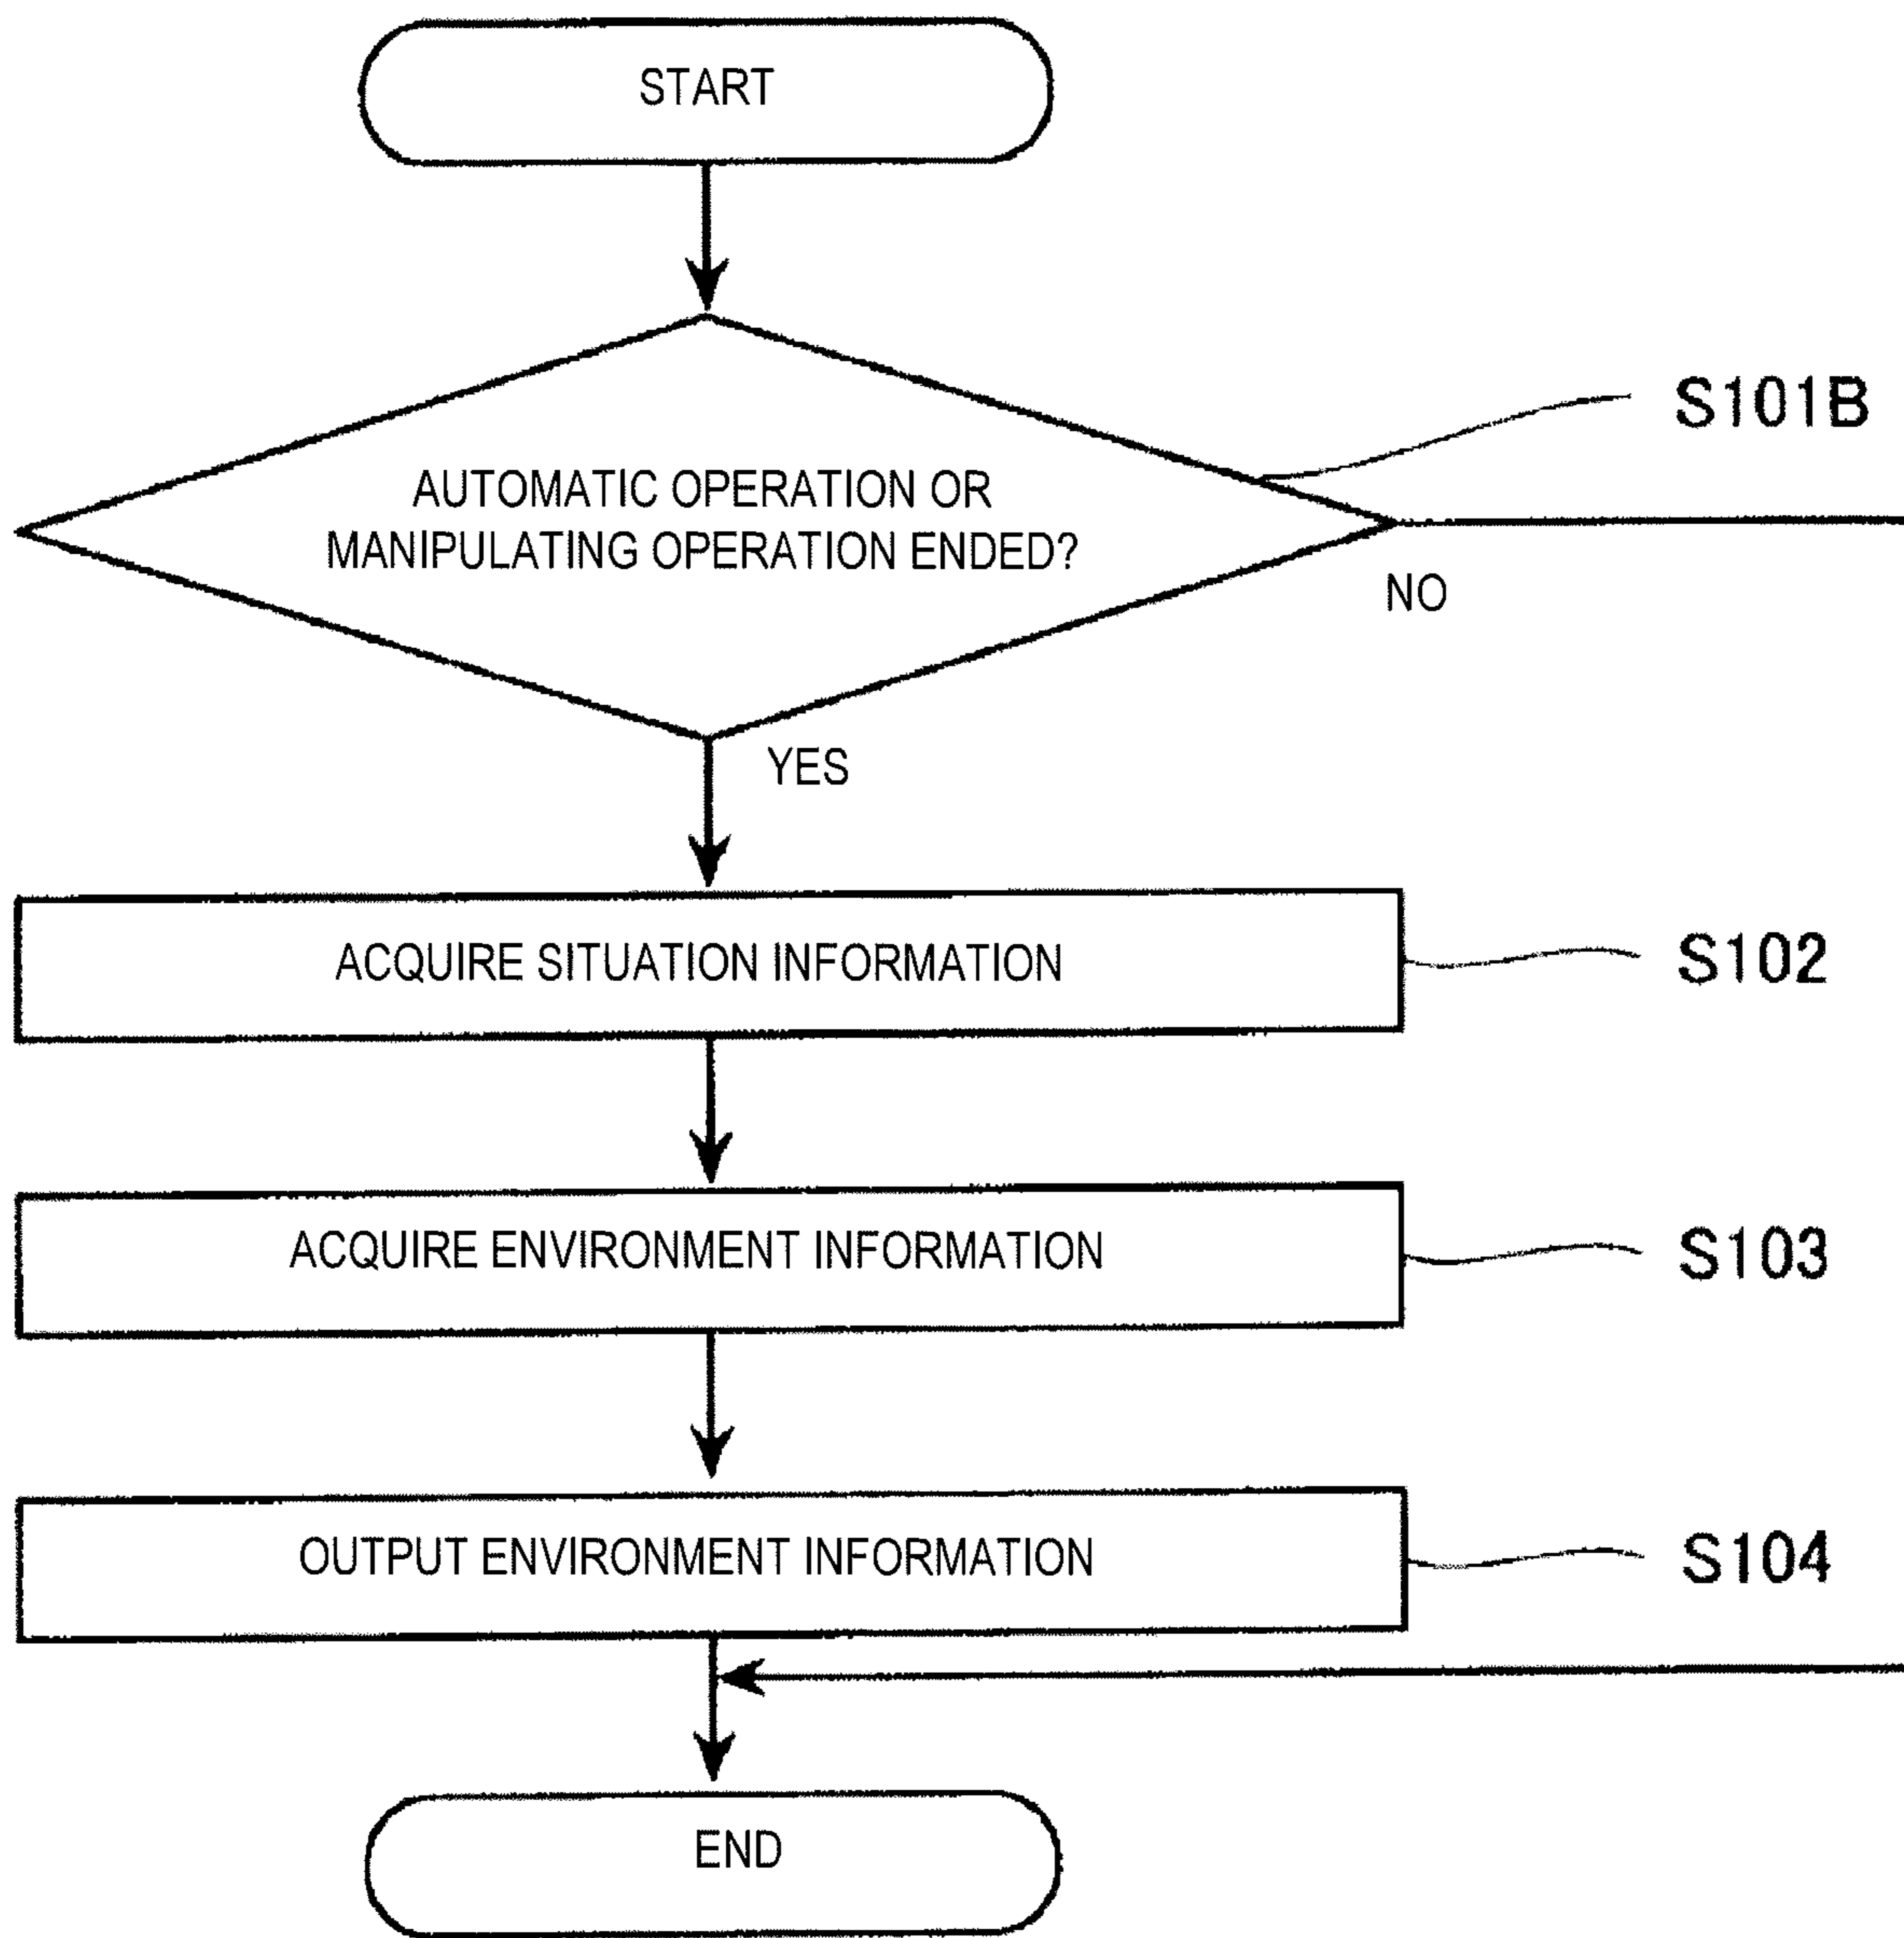 START
S101B
AUTOMATIC OPERATION OR
MANIPULATING OPERATION ENDED?
NO
YES
ACQUIRE SITUATION INFORMATION
S102
ACQUIRE ENVIRONMENT INFORMATION
S103
OUTPUT ENVIRONMENT INFORMATION
S104
END